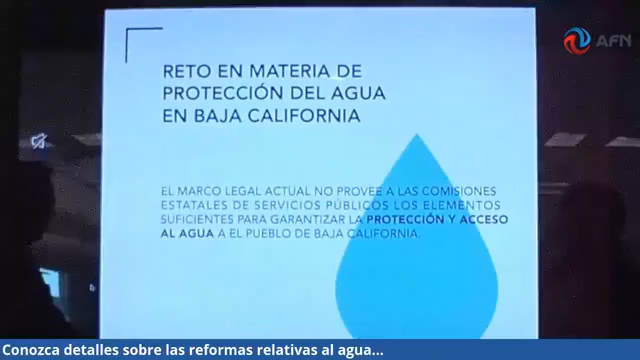 AFN
RETO EN MATERIA DE
PROTECCIÓN DEL AGUA
EN BAJA CALIFORNIA
EL MARCO LEGAL ACTUAL NO PROVEE A LAS COMISIONES
ESTATALES DE SERVICIOS PÚBLICOS LOS ELEMENTOS
SUFICIENTES PARA GARANTIZAR LA PROTECCIÓN Y ACCESO
AL AGUA A EL PUEBLO DE BAJA CALIFORNIA.
Conozca detalles sobre las reformas relativas al agua...